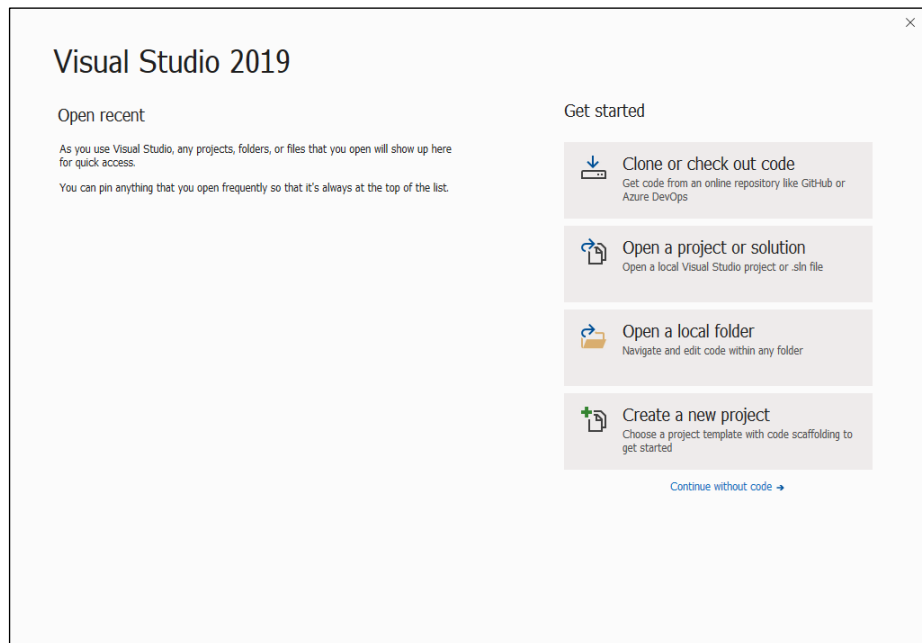 Visual Studio 2019
Open recent
As you use Visual Studio, any projects, folders, or files that you open will show up here
for quick access.
You can pin anything that you open frequently so that it's always at the top of the list.
Get started
Clone or check out code
Get code from an online repository like GitHub or
Azure DevOps
Open a project or solution
Open a local Visual Studio project or .sln file
Open a local folder
Navigate and edit code within any folder
Create a new project
Choose a project template with code scaffolding to
get started
Continue without code →